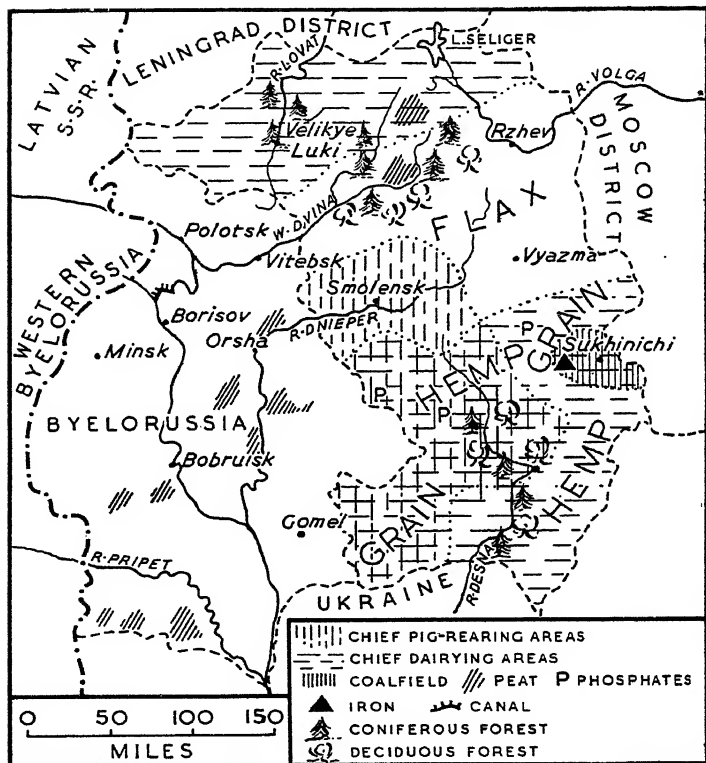 LENINGRAD DISTRICT
L.SELIGER
R.LOVAT
LATVIAN
S.S.R.
R.VOLGA
MOSCOW
DISTRICT
Velikye
Luki
Rzhev
FLAX
Polotsk
W.DVINA
Vitebsk
Vyazma
WESTERN
BYELORUSSIA
Smolensk
Borisov
Orsha
R.DNIEPER
P
Sukhinichi
Minsk
HEMP
GRAIN
P
P
BYELORUSSIA
Bobruisk
HEMP
GRAIN
Gomel
R.PRIPET
R.DESNA
UKRAINE
CHIEF PIG-REARING AREAS
CHIEF DAIRYING AREAS
COALFIELD PEAT P PHOSPHATES
IRON CANAL
CONIFEROUS FOREST
DECIDUOUS FOREST
0 50 100 150
MILES